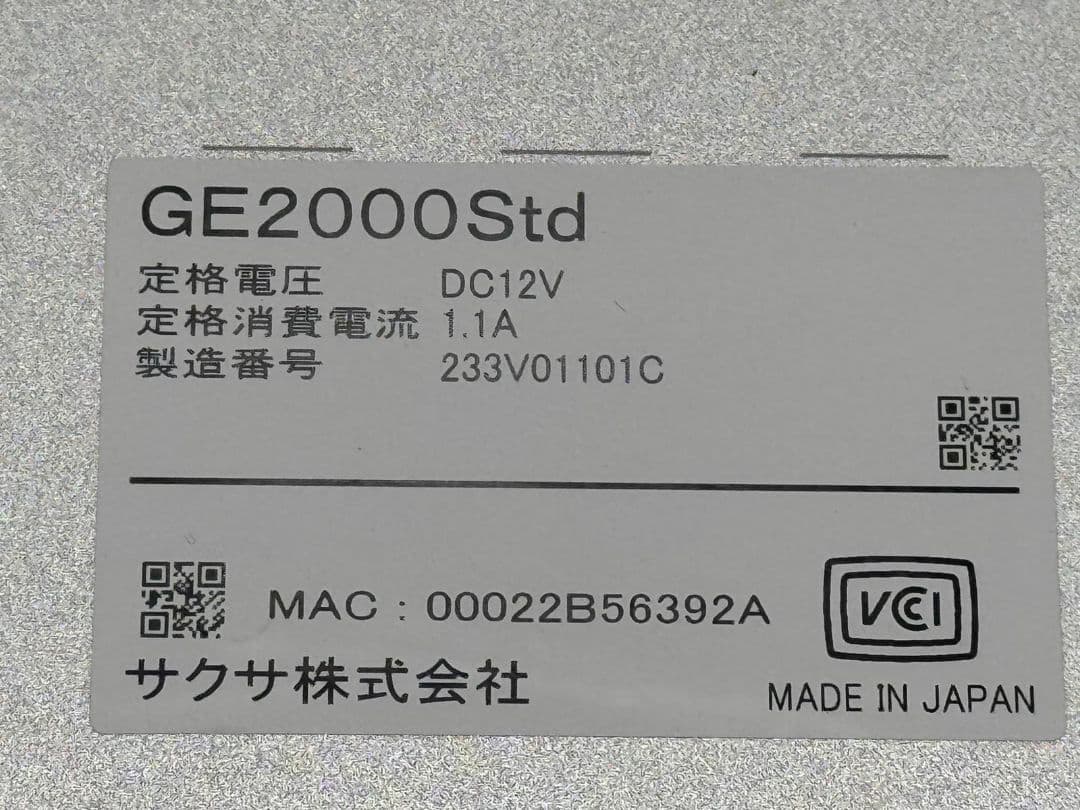 GE2000Std
定格電圧 DC12V
定格消費電流 1.1A
製造番号 233V01101C
MAC : 00022B56392A
VCCI
サクサ株式会社
MADE IN JAPAN